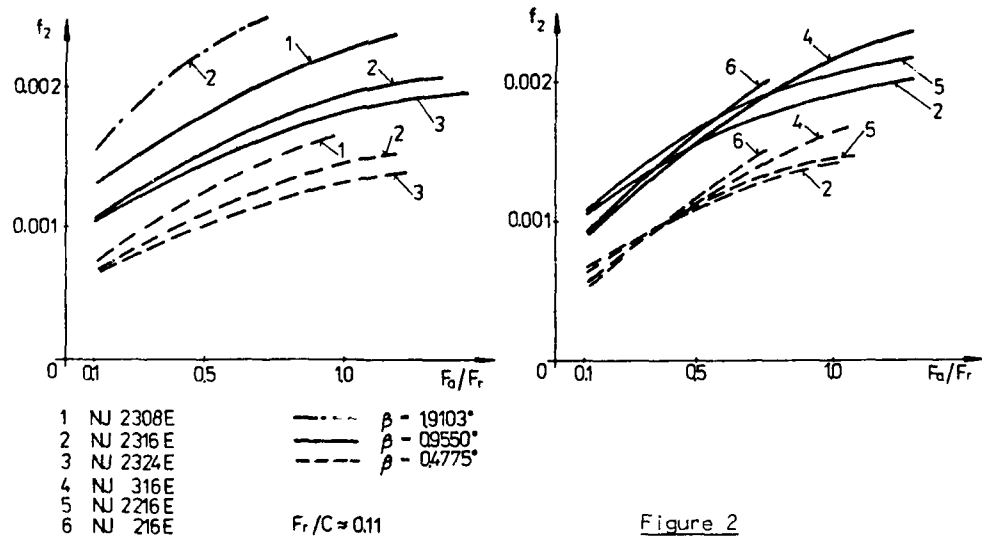 f2
0.002
0.001
0
0.1
0.5
1.0
Fa/Fr
2
1
2
3
1
2
3
f2
0.002
0.001
0
0.1
0.5
1.0
Fa/Fr
6
4
5
2
6
4
5
2
1 NJ 2308E
2 NJ 2316E
3 NJ 2324E
4 NJ 316E
5 NJ 2216E
6 NJ 216E
β = 1.9103°
β = 0.9550°
β = 0.4775°
Fr/C ≈ 0.11
Figure 2